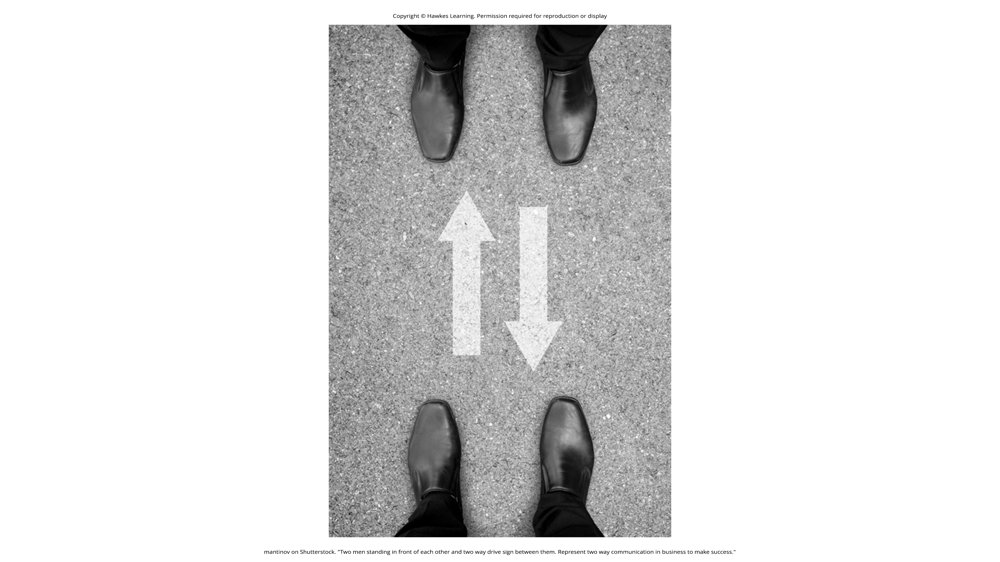 Copyright © Hawkes Learning. Permission required for reproduction or display
mantinov on Shutterstock. "Two men standing in front of each other and two way drive sign between them. Represent two way communication in business to make success."